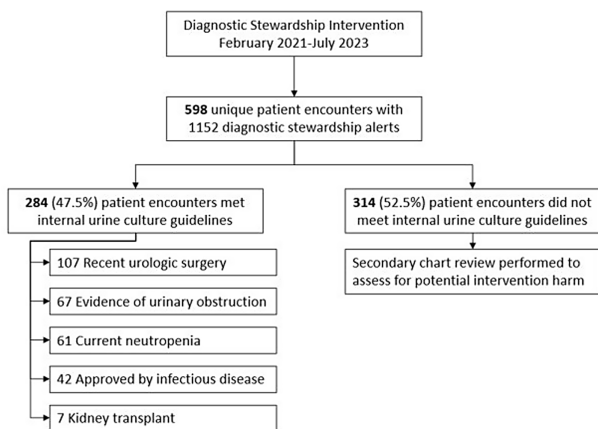 Diagnostic Stewardship Intervention
February 2021-July 2023
598 unique patient encounters with
1152 diagnostic stewardship alerts
284 (47.5%) patient encounters met
internal urine culture guidelines
314 (52.5%) patient encounters did not
meet internal urine culture guidelines
107 Recent urologic surgery
67 Evidence of urinary obstruction
61 Current neutropenia
42 Approved by infectious disease
7 Kidney transplant
Secondary chart review performed to
assess for potential intervention harm